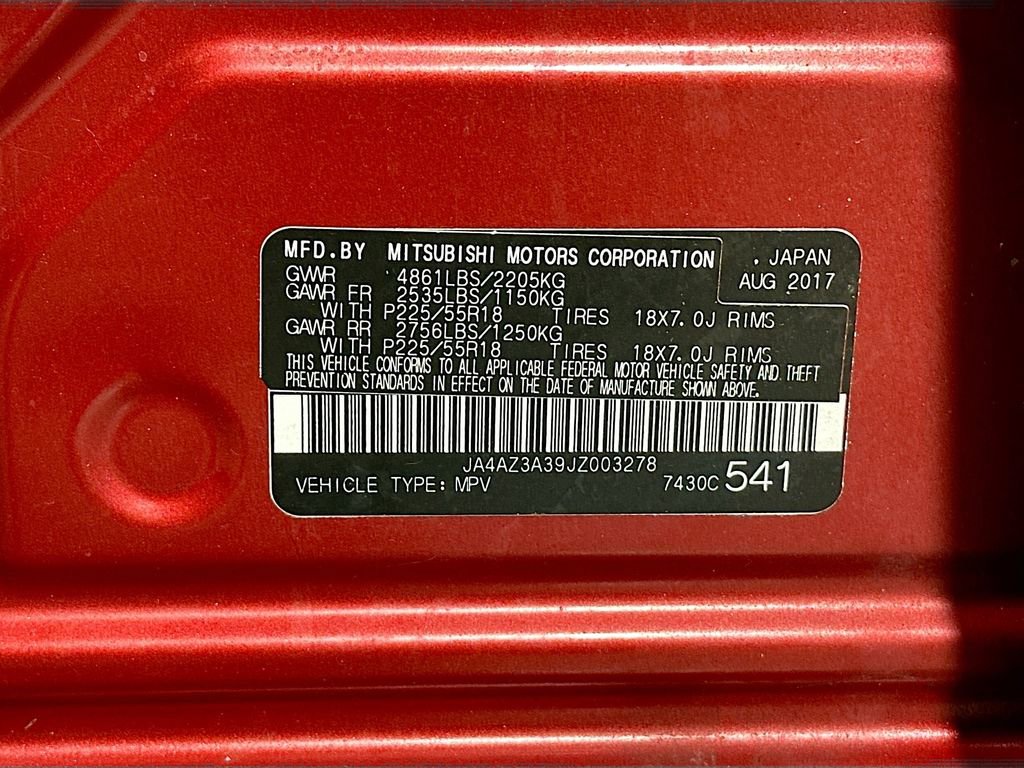 MFD.BY MITSUBISHI MOTORS CORPORATION . JAPAN
GVWR 4861LBS/2205KG AUG 2017
GAWR FR 2535LBS/1150KG
WITH P225/55R18 TIRES 18X7.0J RIMS
GAWR RR 2756LBS/1250KG
WITH P225/55R18 TIRES 18X7.0J RIMS
THIS VEHICLE CONFORMS TO ALL APPLICABLE FEDERAL MOTOR VEHICLE SAFETY AND THEFT
PREVENTION STANDARDS IN EFFECT ON THE DATE OF MANUFACTURE SHOWN ABOVE.
JA4AZ3A39JZ003278
VEHICLE TYPE: MPV 7430C 541